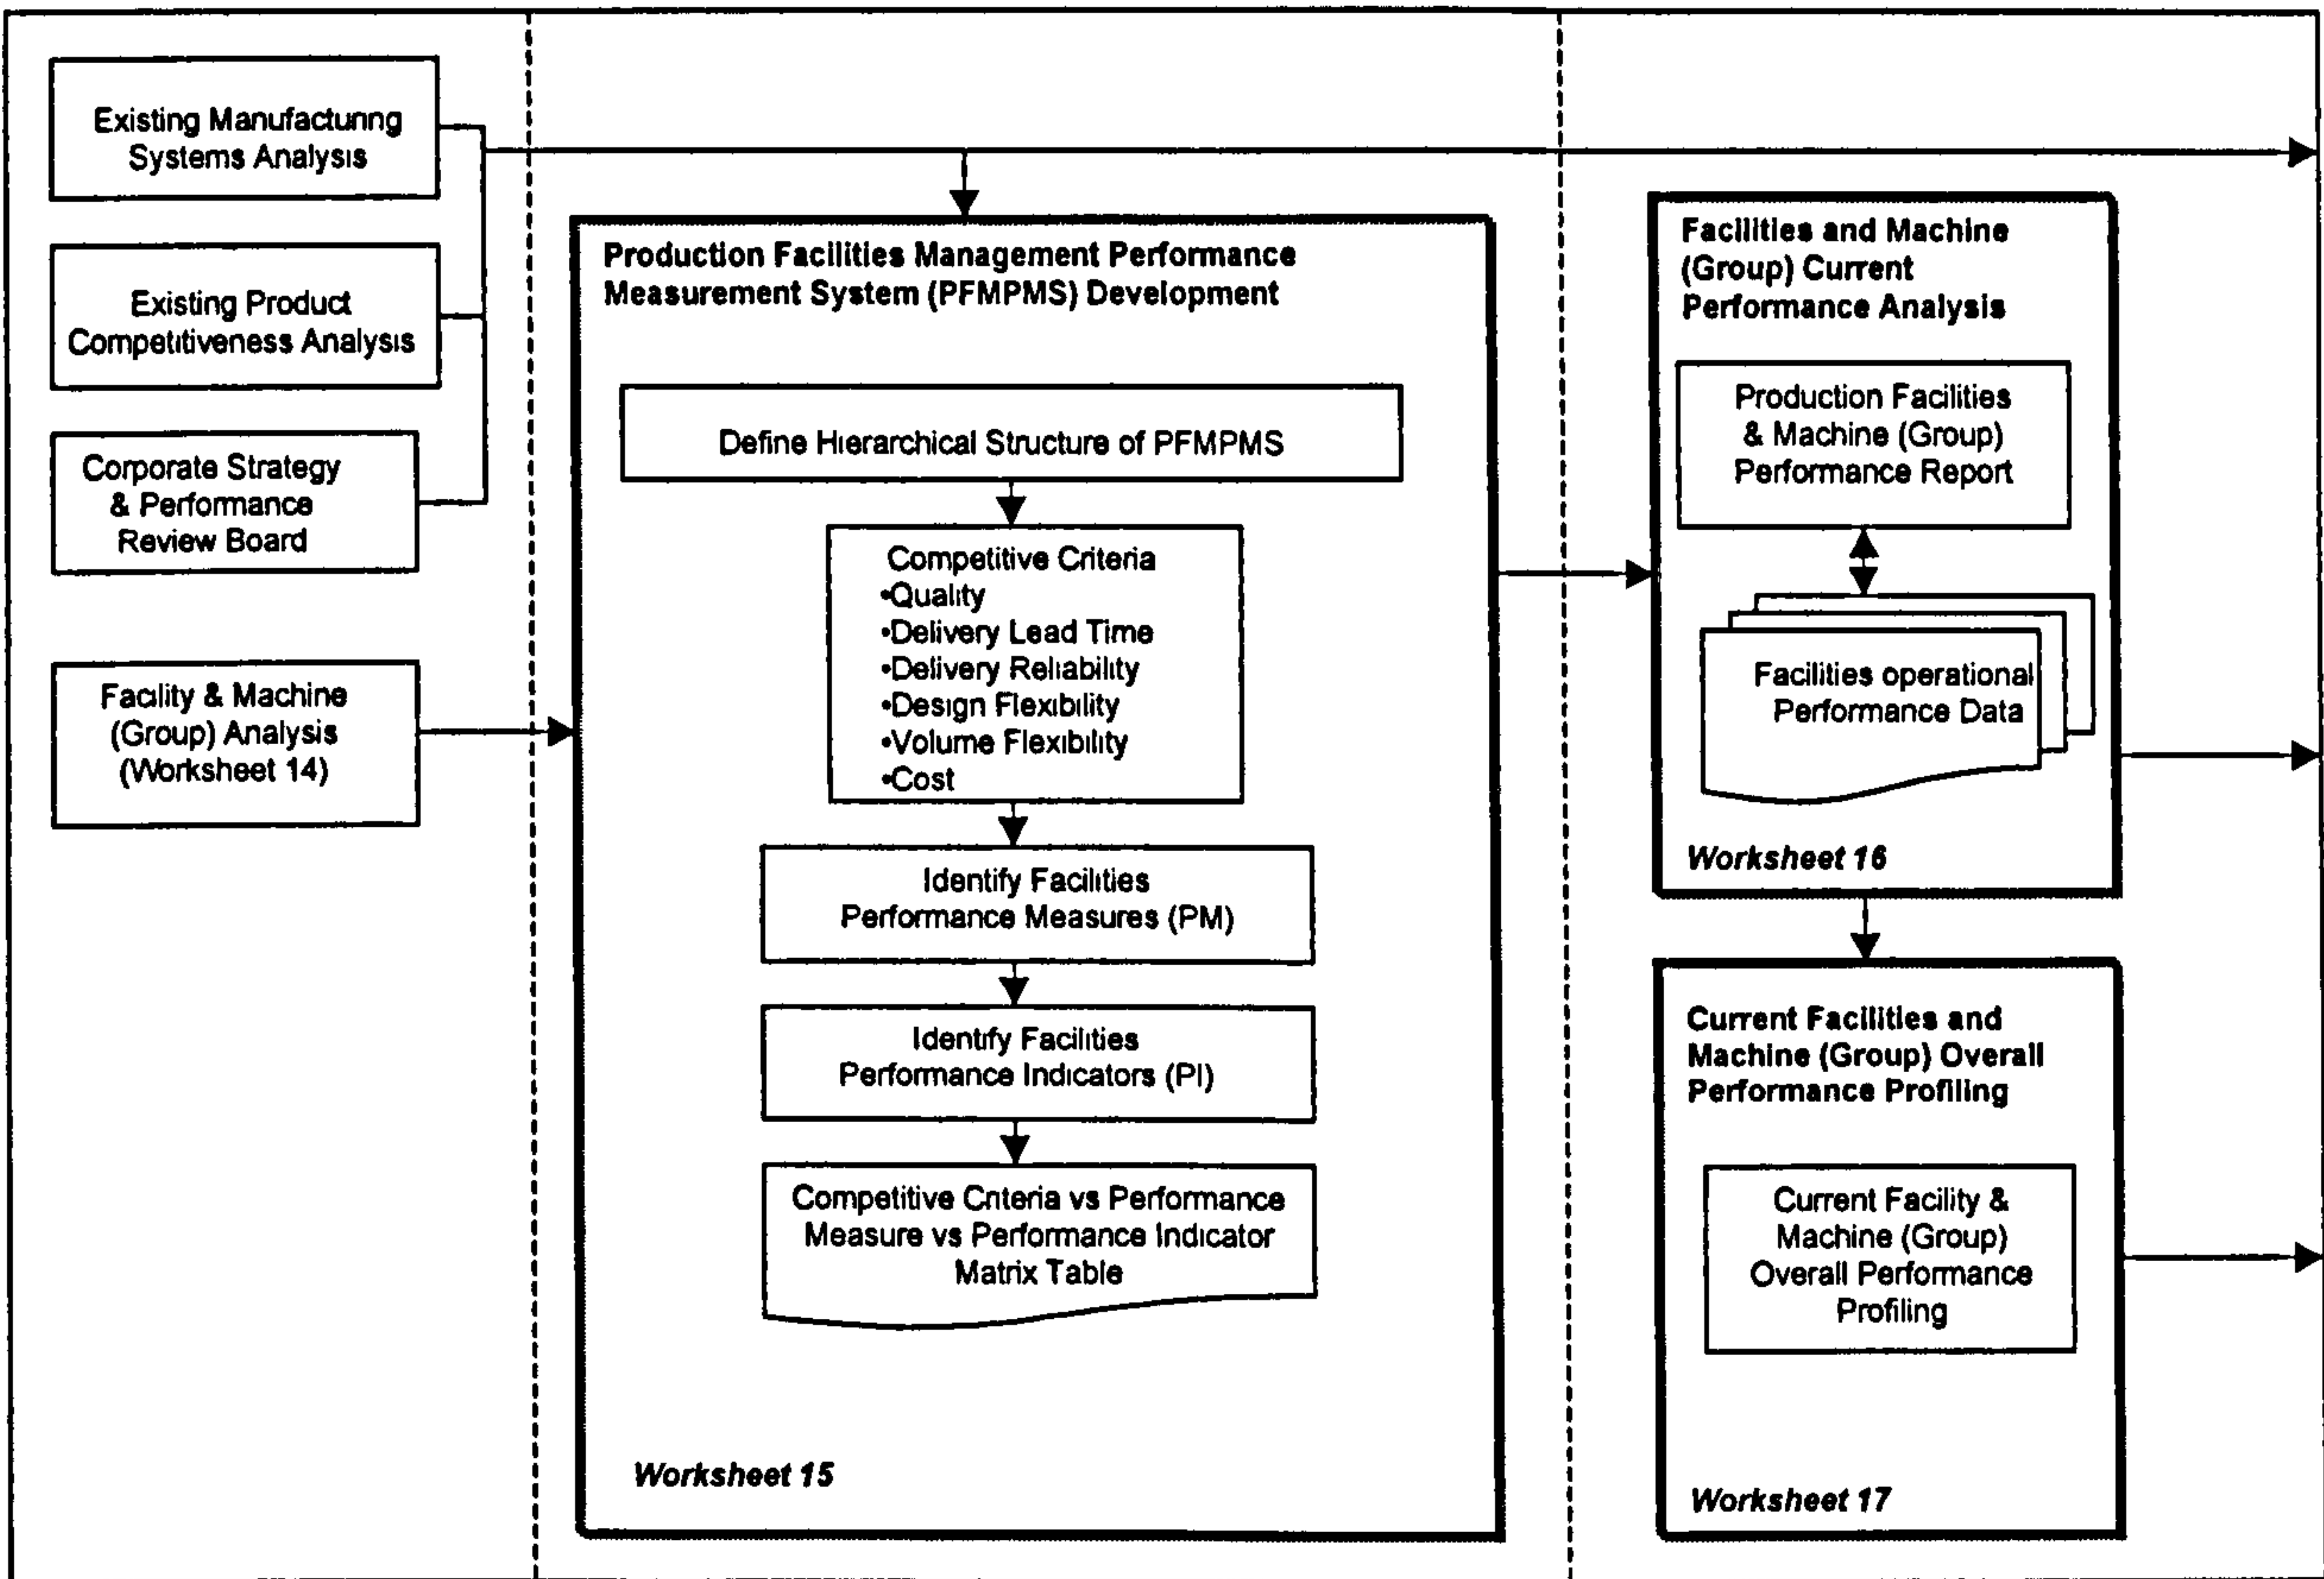 Existing Manufacturing
Systems Analysis
Existing Product
Competitiveness Analysis
Corporate Strategy
& Performance
Review Board
Facility & Machine
(Group) Analysis
(Worksheet 14)
Production Facilities Management Performance
Measurement System (PFMPMS) Development
Define Hierarchical Structure of PFMPMS
Competitive Criteria
•Quality
•Delivery Lead Time
•Delivery Reliability
•Design Flexibility
•Volume Flexibility
•Cost
Identify Facilities
Performance Measures (PM)
Identify Facilities
Performance Indicators (PI)
Competitive Criteria vs Performance
Measure vs Performance Indicator
Matrix Table
Worksheet 15
Facilities and Machine
(Group) Current
Performance Analysis
Production Facilities
& Machine (Group)
Performance Report
Facilities operational
Performance Data
Worksheet 16
Current Facilities and
Machine (Group) Overall
Performance Profiling
Current Facility &
Machine (Group)
Overall Performance
Profiling
Worksheet 17